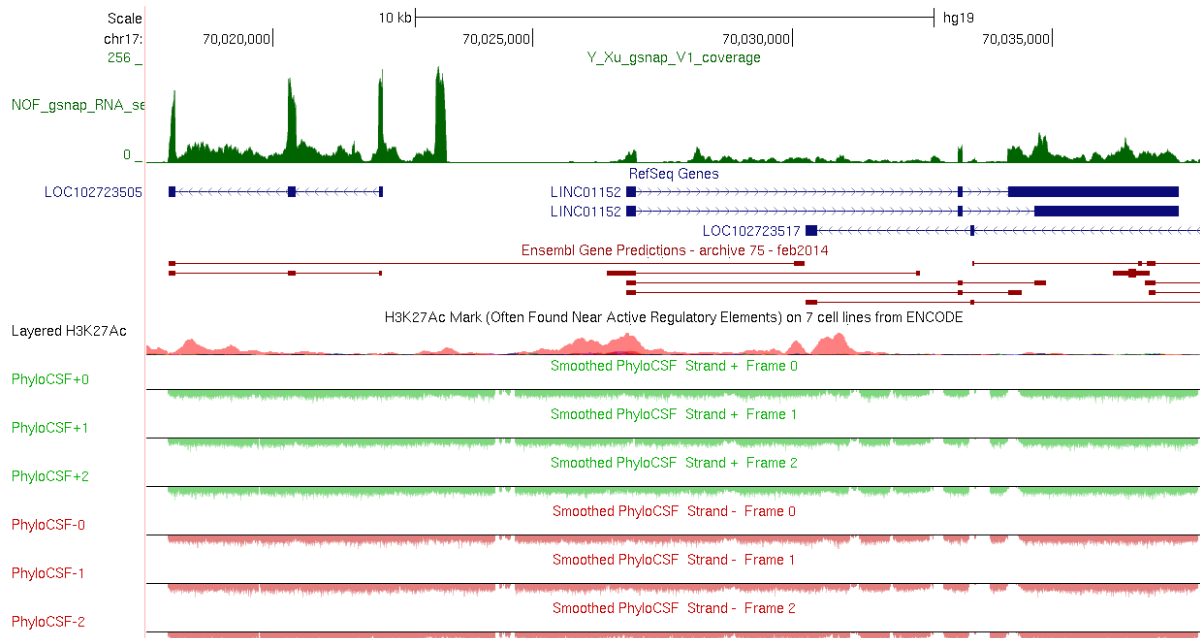 Scale 10 kb hg19
chr17: 70,020,000 70,025,000 70,030,000 70,035,000
256 _ Y_Xu_gsnap_V1_coverage
NOF_gsnap_RNA_se
0 _
RefSeq Genes
LOC102723505 LINC01152
LINC01152
LOC102723517
Ensembl Gene Predictions - archive 75 - feb2014
H3K27Ac Mark (Often Found Near Active Regulatory Elements) on 7 cell lines from ENCODE
Layered H3K27Ac
Smoothed PhyloCSF Strand + Frame 0
PhyloCSF+0
Smoothed PhyloCSF Strand + Frame 1
PhyloCSF+1
Smoothed PhyloCSF Strand + Frame 2
PhyloCSF+2
Smoothed PhyloCSF Strand - Frame 0
PhyloCSF-0
Smoothed PhyloCSF Strand - Frame 1
PhyloCSF-1
Smoothed PhyloCSF Strand - Frame 2
PhyloCSF-2